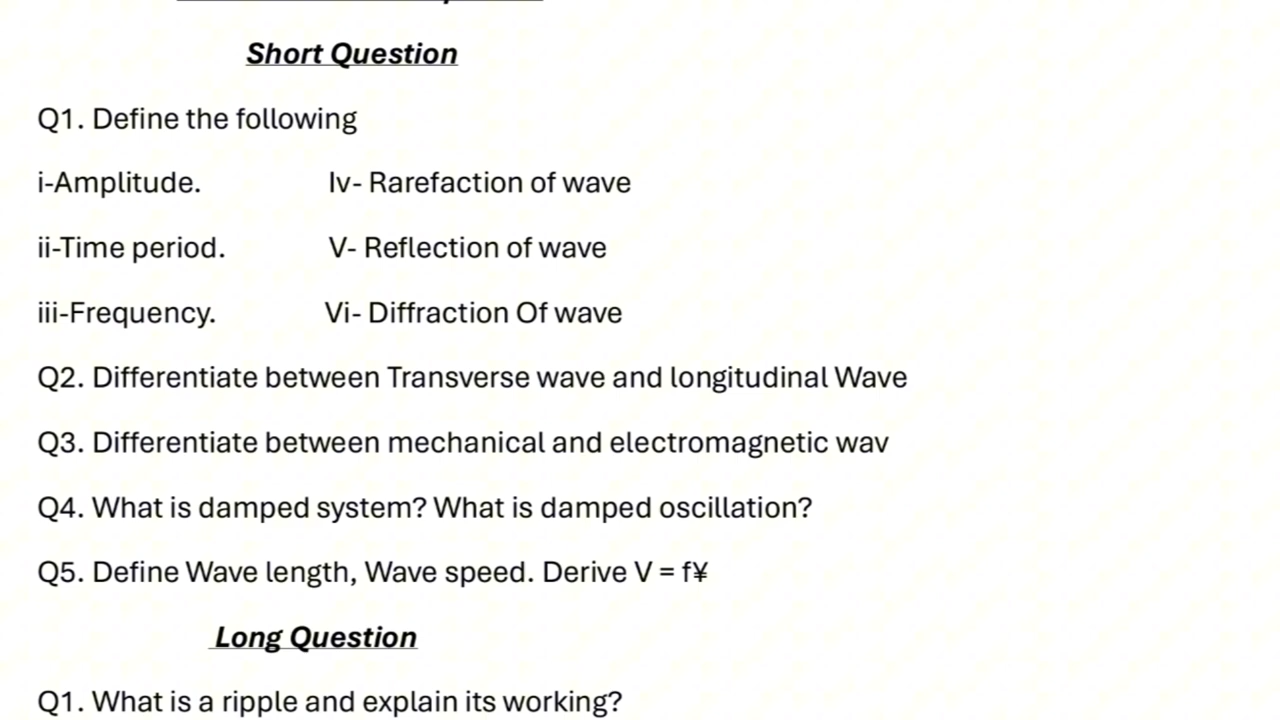 Short Question
Q1. Define the following
i-Amplitude. Iv- Rarefaction of wave
ii-Time period. V- Reflection of wave
iii-Frequency. Vi- Diffraction Of wave
Q2. Differentiate between Transverse wave and longitudinal Wave
Q3. Differentiate between mechanical and electromagnetic wav
Q4. What is damped system? What is damped oscillation?
Q5. Define Wave length, Wave speed. Derive V = f¥
Long Question
Q1. What is a ripple and explain its working?